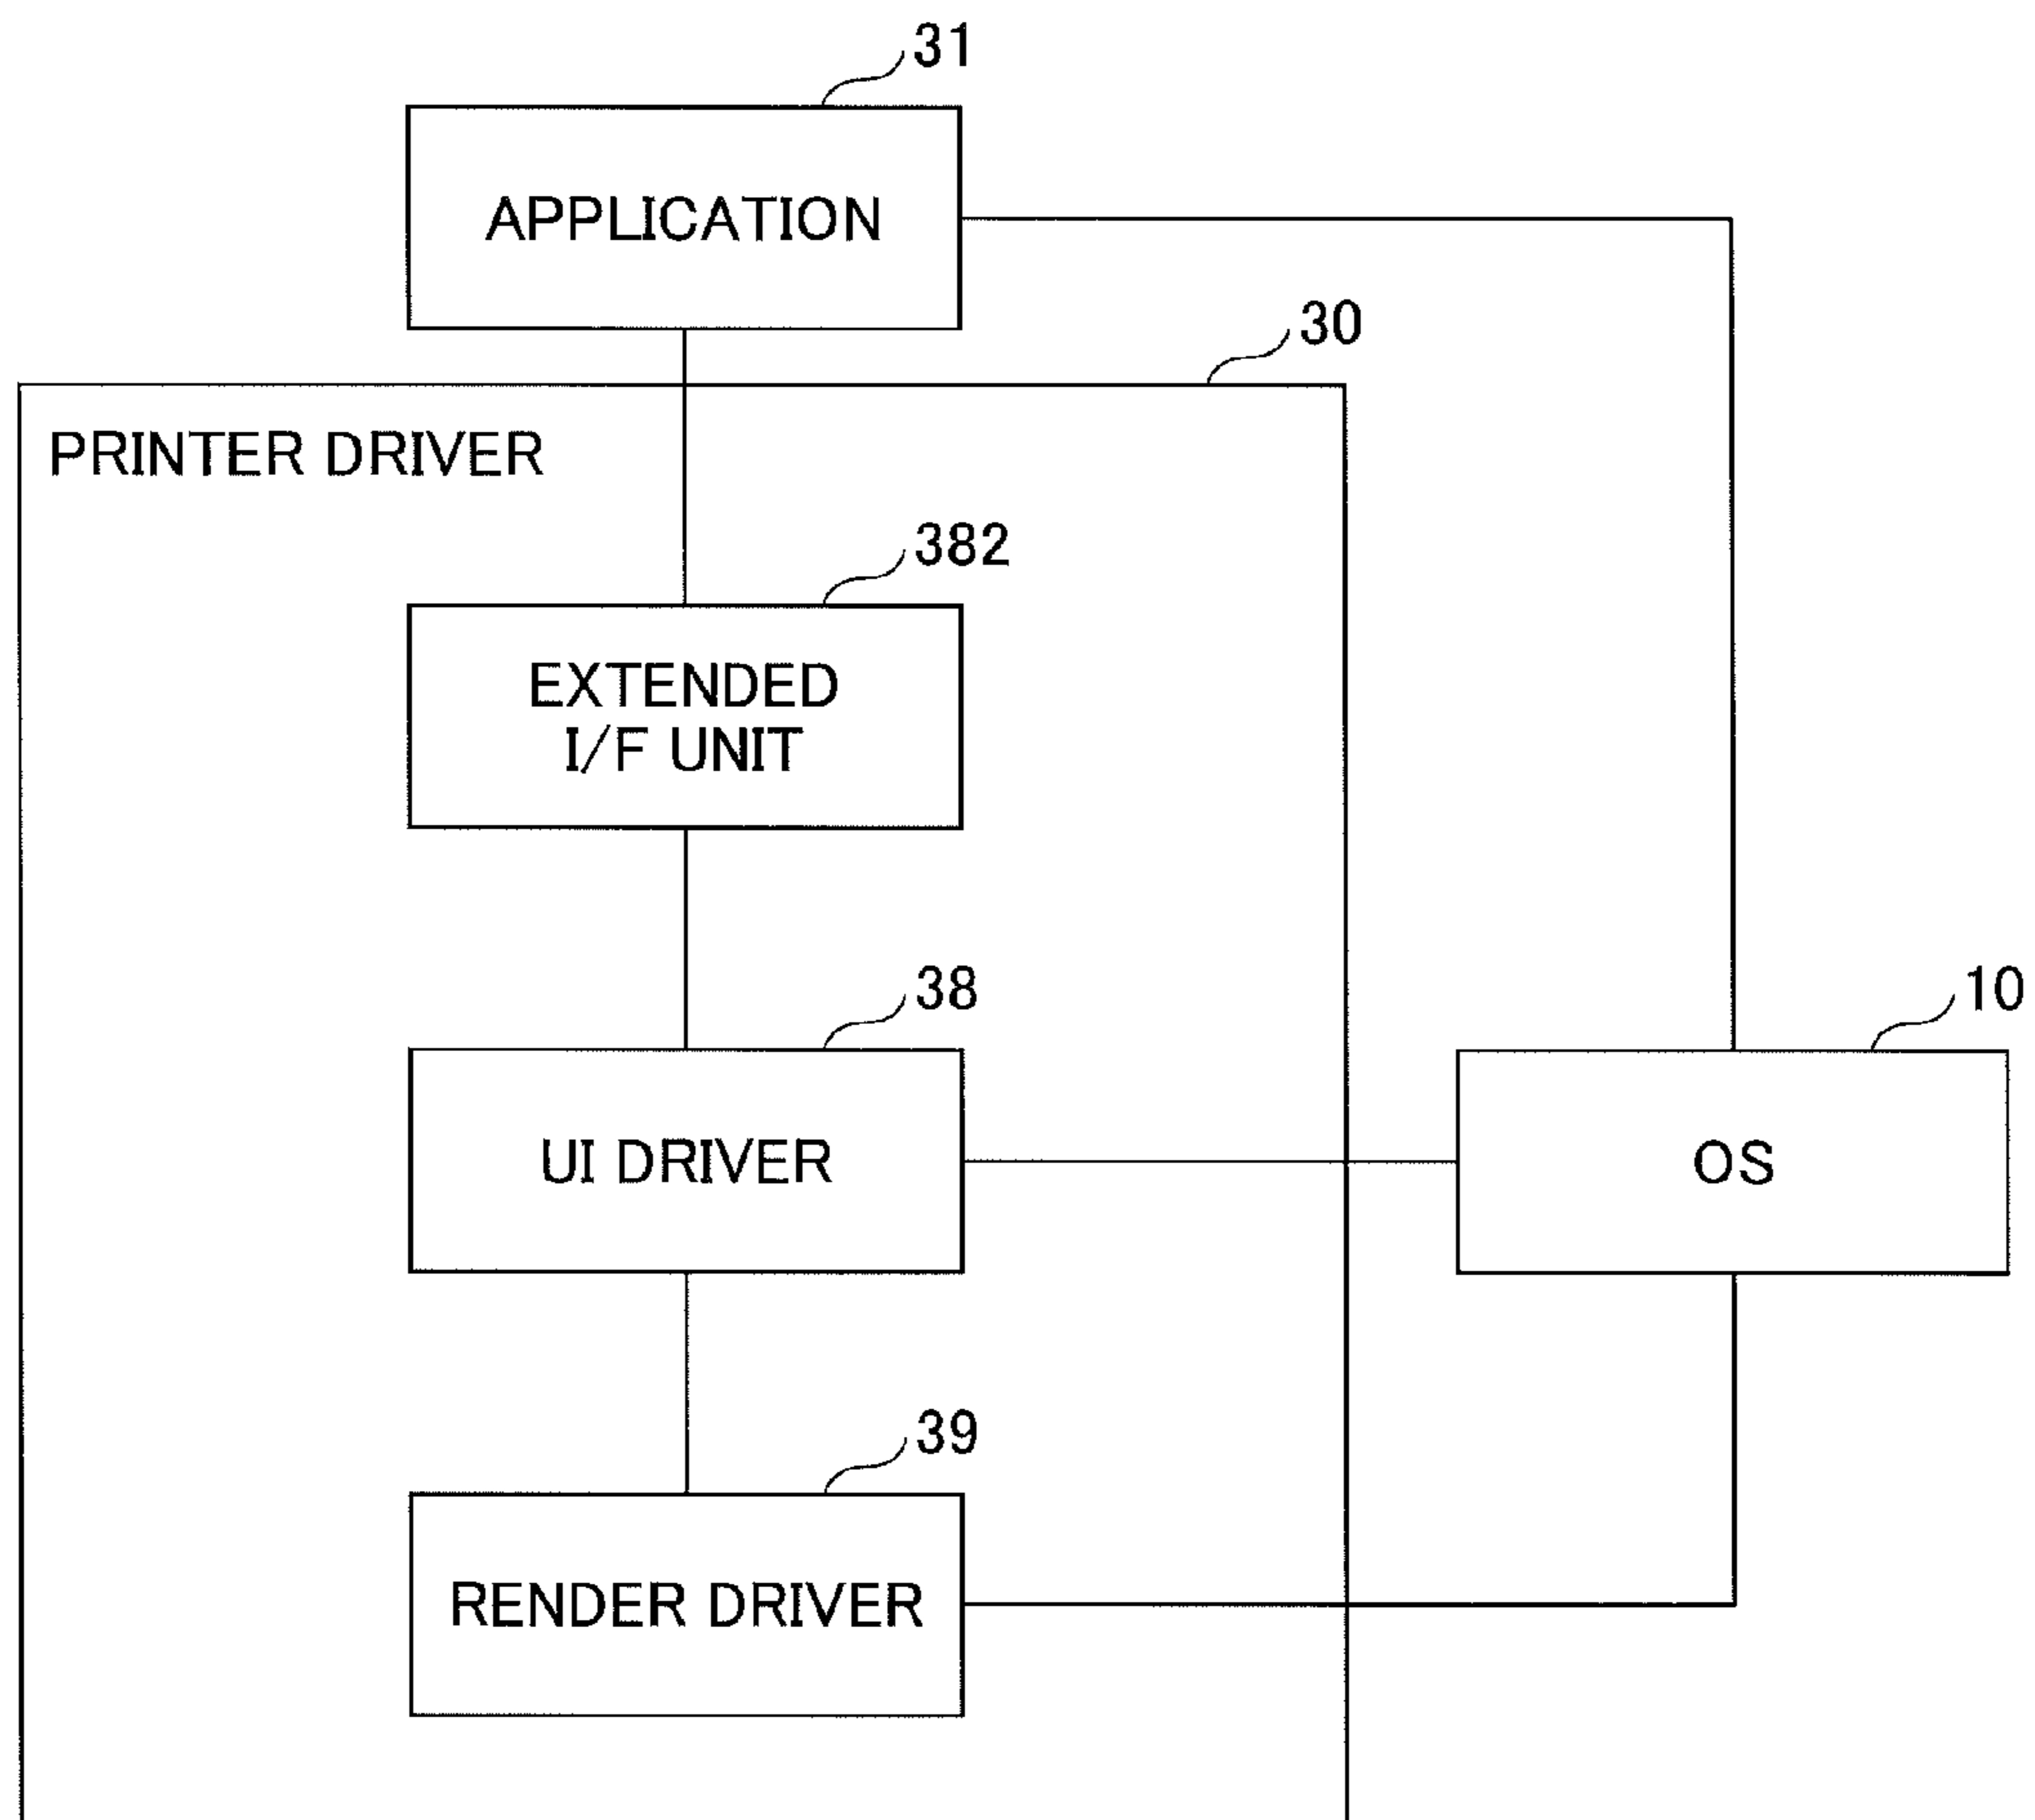 31
APPLICATION
30
PRINTER DRIVER
382
EXTENDED
I/F UNIT
38
UI DRIVER
10
OS
39
RENDER DRIVER